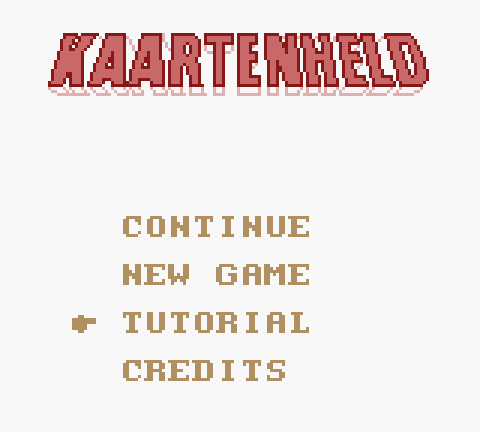 KAARTENHELD
CONTINUE
NEW GAME
TUTORIAL
CREDITS